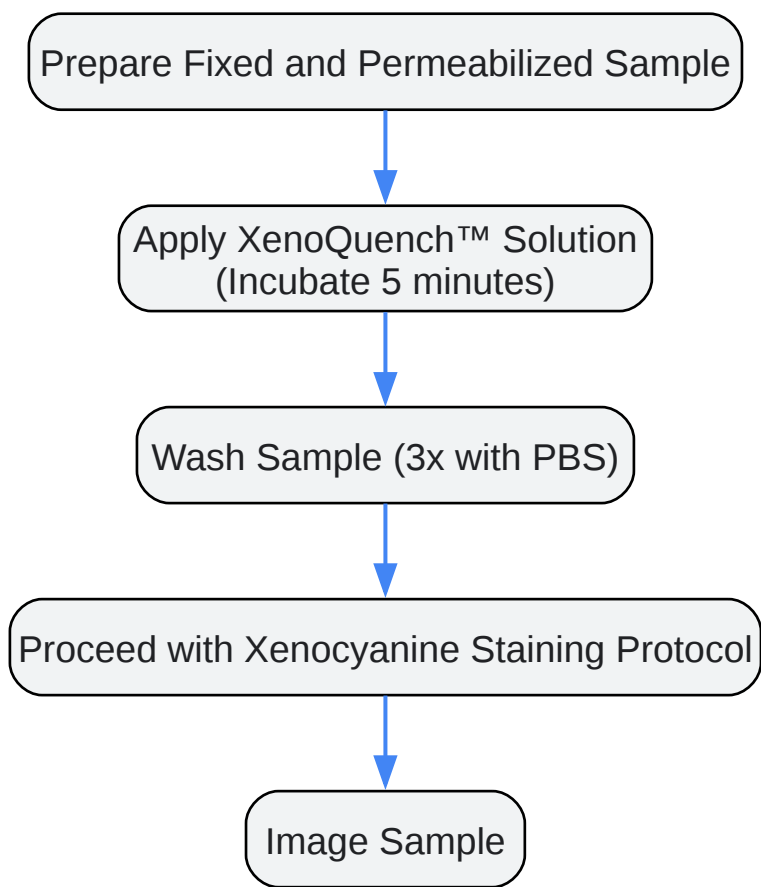 Prepare Fixed and Permeabilized Sample
Apply XenoQuench™ Solution
(Incubate 5 minutes)
Wash Sample (3x with PBS)
Proceed with Xenocyanine Staining Protocol
Image Sample